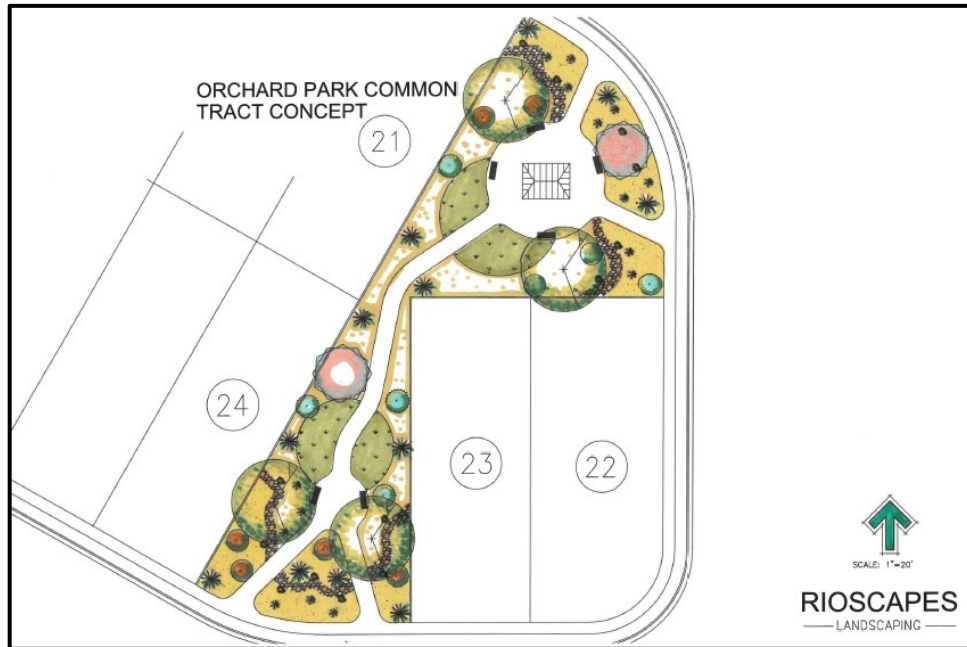 ORCHARD PARK COMMON
TRACT CONCEPT
21
24
23
22
SCALE: 1"=20'
RIOSCAPES
LANDSCAPING